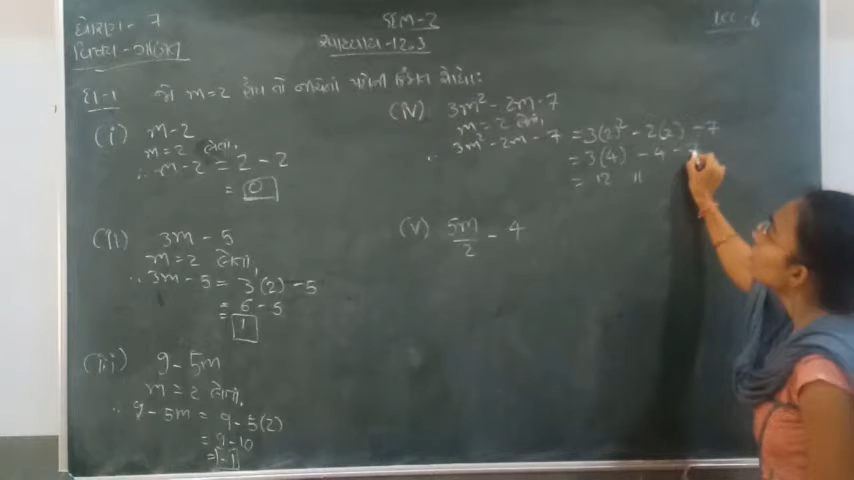 ધોરણ - 7
વિષય - ગણિત
સેમ-2
સ્વાધ્યાય-12.3
દા-1 જો m=2 હોય તો નીચેની કિંમત શોધો:
(i) m-2
m=2 લેતા,
∴ m-2 = 2-2
= 0
(ii) 3m-5
m=2 લેતા,
∴ 3m-5 = 3(2)-5
= 6-5
= 1
(iii) 9-5m
m=2 લેતા,
∴ 9-5m = 9-5(2)
= 9-10
= -1
(iv) 3m²-2m-7
m=2 લેતા,
∴ 3m²-2m-7 = 3(2)²-2(2)-7
= 3(4)-4-7
= 12
(v) 5m/2 - 4